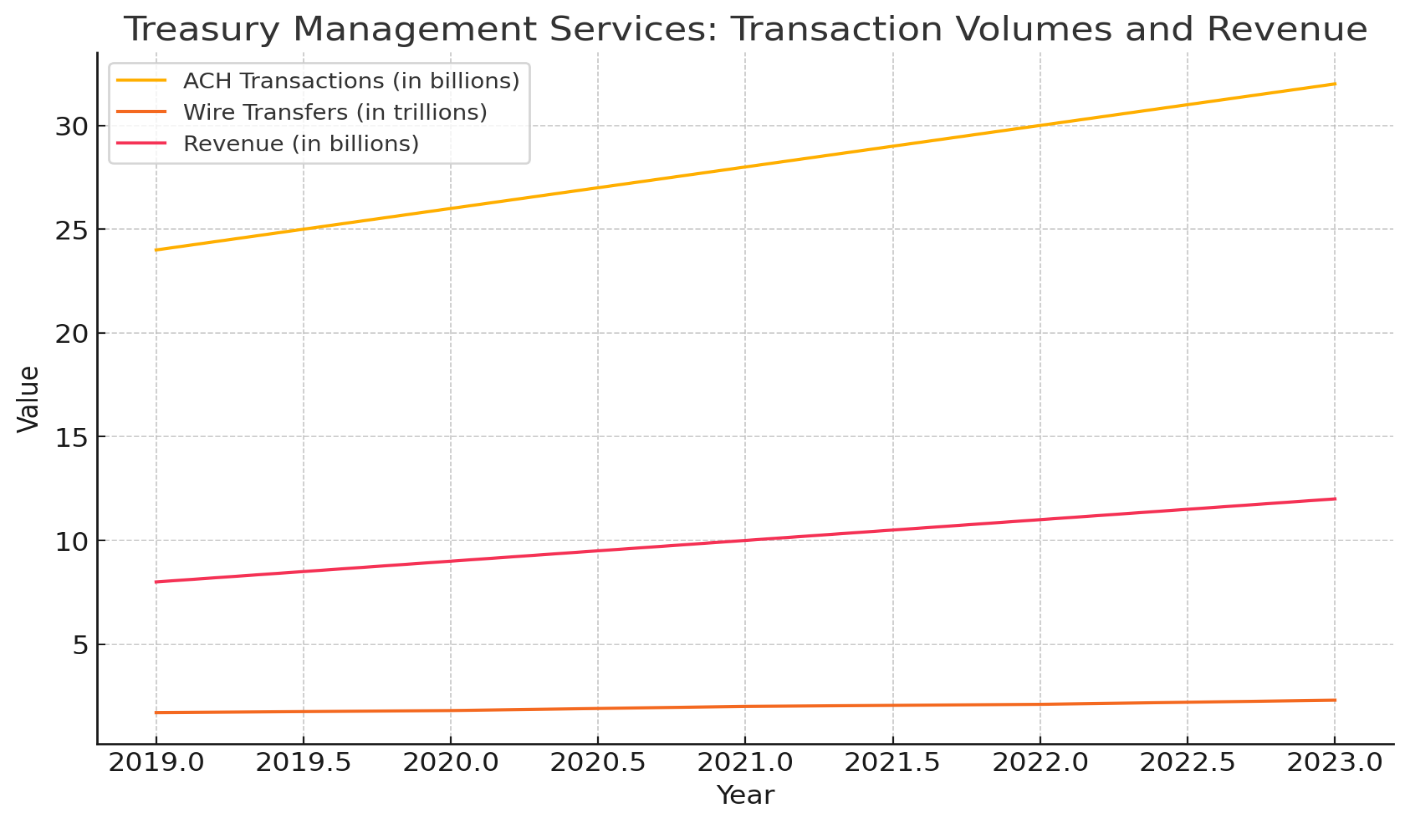 Treasury Management Services: Transaction Volumes and Revenue
ACH Transactions (in billions)
Wire Transfers (in trillions)
Revenue (in billions)
30
25
20
15
10
5
Value
2019.0 2019.5 2020.0 2020.5 2021.0 2021.5 2022.0 2022.5 2023.0
Year